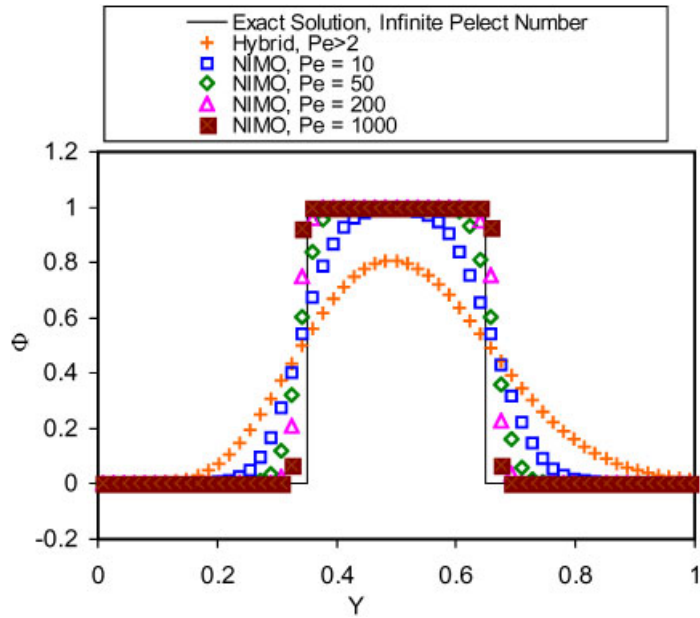 Exact Solution, Infinite Pelect Number
Hybrid, Pe>2
NIMO, Pe = 10
NIMO, Pe = 50
NIMO, Pe = 200
NIMO, Pe = 1000
1.2
1
0.8
0.6
0.4
0.2
0
-0.2
Φ
0 0.2 0.4 0.6 0.8 1
Y